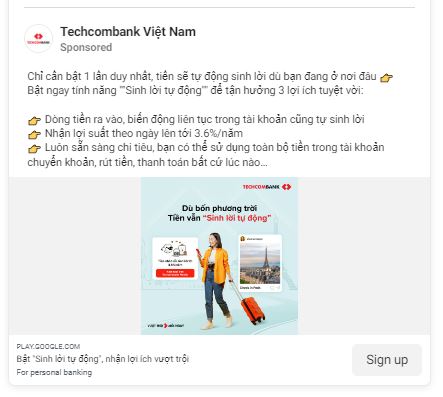 Techcombank Việt Nam
Sponsored
Chỉ cần bật 1 lần duy nhất, tiền sẽ tự động sinh lời dù bạn đang ở nơi đâu 👉
Bật ngay tính năng ""Sinh lời tự động"" để tận hưởng 3 lợi ích tuyệt vời:
👉 Dòng tiền ra vào, biến động liên tục trong tài khoản cũng tự sinh lời
👉 Nhận lợi suất theo ngày lên tới 3.6%/năm
👉 Luôn sẵn sàng chi tiêu, bạn có thể sử dụng toàn bộ tiền trong tài khoản
chuyển khoản, rút tiền, thanh toán bất cứ lúc nào...
TECHCOMBANK
Dù bốn phương trời
Tiền vẫn “Sinh lời tự động”
PLAY.GOOGLE.COM
Bật "Sinh lời tự động", nhận lợi ích vượt trội
For personal banking
Sign up